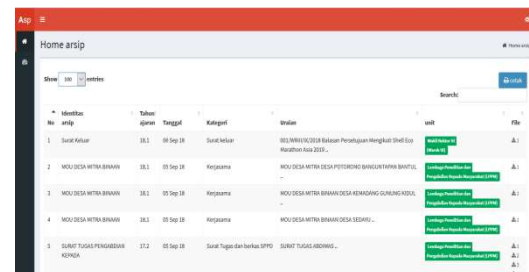 Asp
Home arsip
Home arsip
Show 100 entries
cetak
Search:
No Identitas arsip Tahun ajaran Tanggal Kategori Uraian unit File
1 Surat Keluar 18.1 06 Sep 18 Surat keluar 001/WRIII/IX/2018 Balasan Persetujuan Mengikuti Shell Eco Marathon Asia 2019 ..
2 MOU DESA MITRA BINAAN 18.1 05 Sep 18 Kerjasama MOU DESA MITRA DESA POTORONO BANGUNTAPAN BANTUL .. Lembaga Penelitian dan Pengabdian Kepada Masyarakat (LPPM) 1
3 MOU DESA MITRA BINAAN 18.1 05 Sep 18 Kerjasama MOU DESA MITRA BINAAN DESA KEMADANG GUNUNG KIDUL .. Lembaga Penelitian dan Pengabdian Kepada Masyarakat (LPPM) 1
4 MOU DESA MITRA BINAAN 18.1 05 Sep 18 Kerjasama MOU DESA MITRA BINAAN DESA SEDAYU .. Lembaga Penelitian dan Pengabdian Kepada Masyarakat (LPPM) 1
5 SURAT TUGAS PENGABDIAN KEPADA 17.2 05 Sep 18 Surat Tugas dan berkas SPPD SURAT TUGAS ABDIMAS .. Lembaga Penelitian dan Pengabdian Kepada Masyarakat (LPPM)